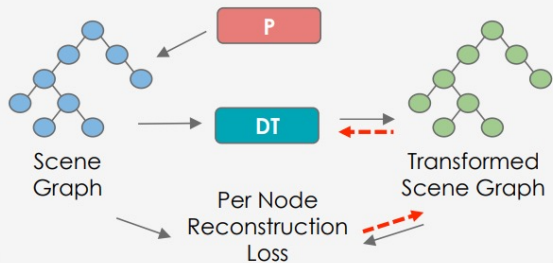 P
DT
Scene
Graph
Transformed
Scene Graph
Per Node
Reconstruction
Loss